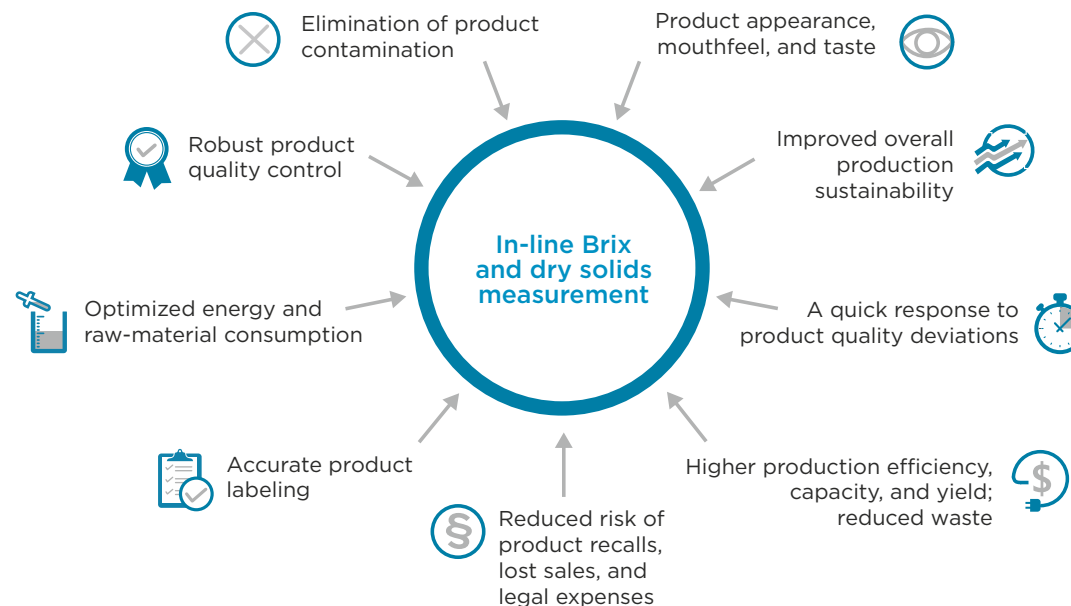 Elimination of product
contamination
Product appearance,
mouthfeel, and taste
Robust product
quality control
Improved overall
production
sustainability
In-line Brix
and dry solids
measurement
Optimized energy and
raw-material consumption
A quick response to
product quality deviations
Accurate product
labeling
Higher production efficiency,
capacity, and yield;
reduced waste
$
§
Reduced risk of
product recalls,
lost sales, and
legal expenses